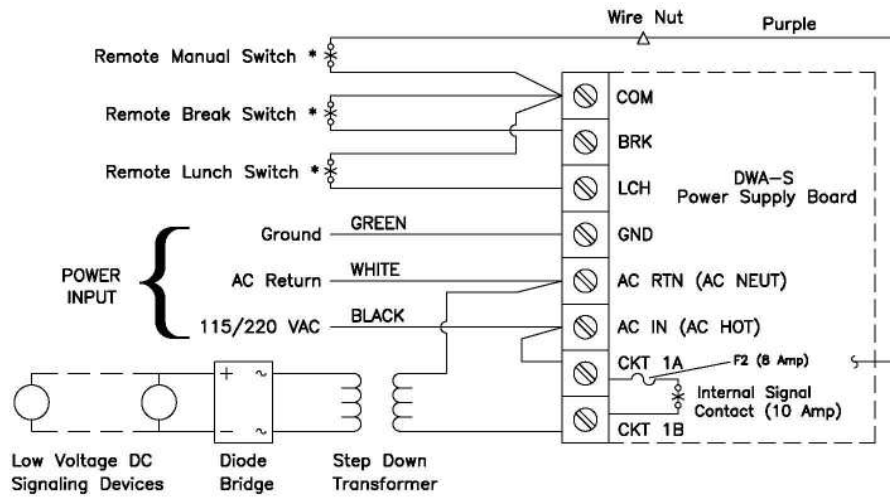 Wire Nut
Purple
Remote Manual Switch *
COM
Remote Break Switch *
BRK
Remote Lunch Switch *
LCH
DWA-S
Power Supply Board
Ground
GREEN
GND
POWER
INPUT
AC Return
WHITE
AC RTN (AC NEUT)
115/220 VAC
BLACK
AC IN (AC HOT)
CKT 1A
F2 (8 Amp)
Internal Signal
Contact (10 Amp)
CKT 1B
+ ~
- ~
Low Voltage DC
Signaling Devices
Diode
Bridge
Step Down
Transformer